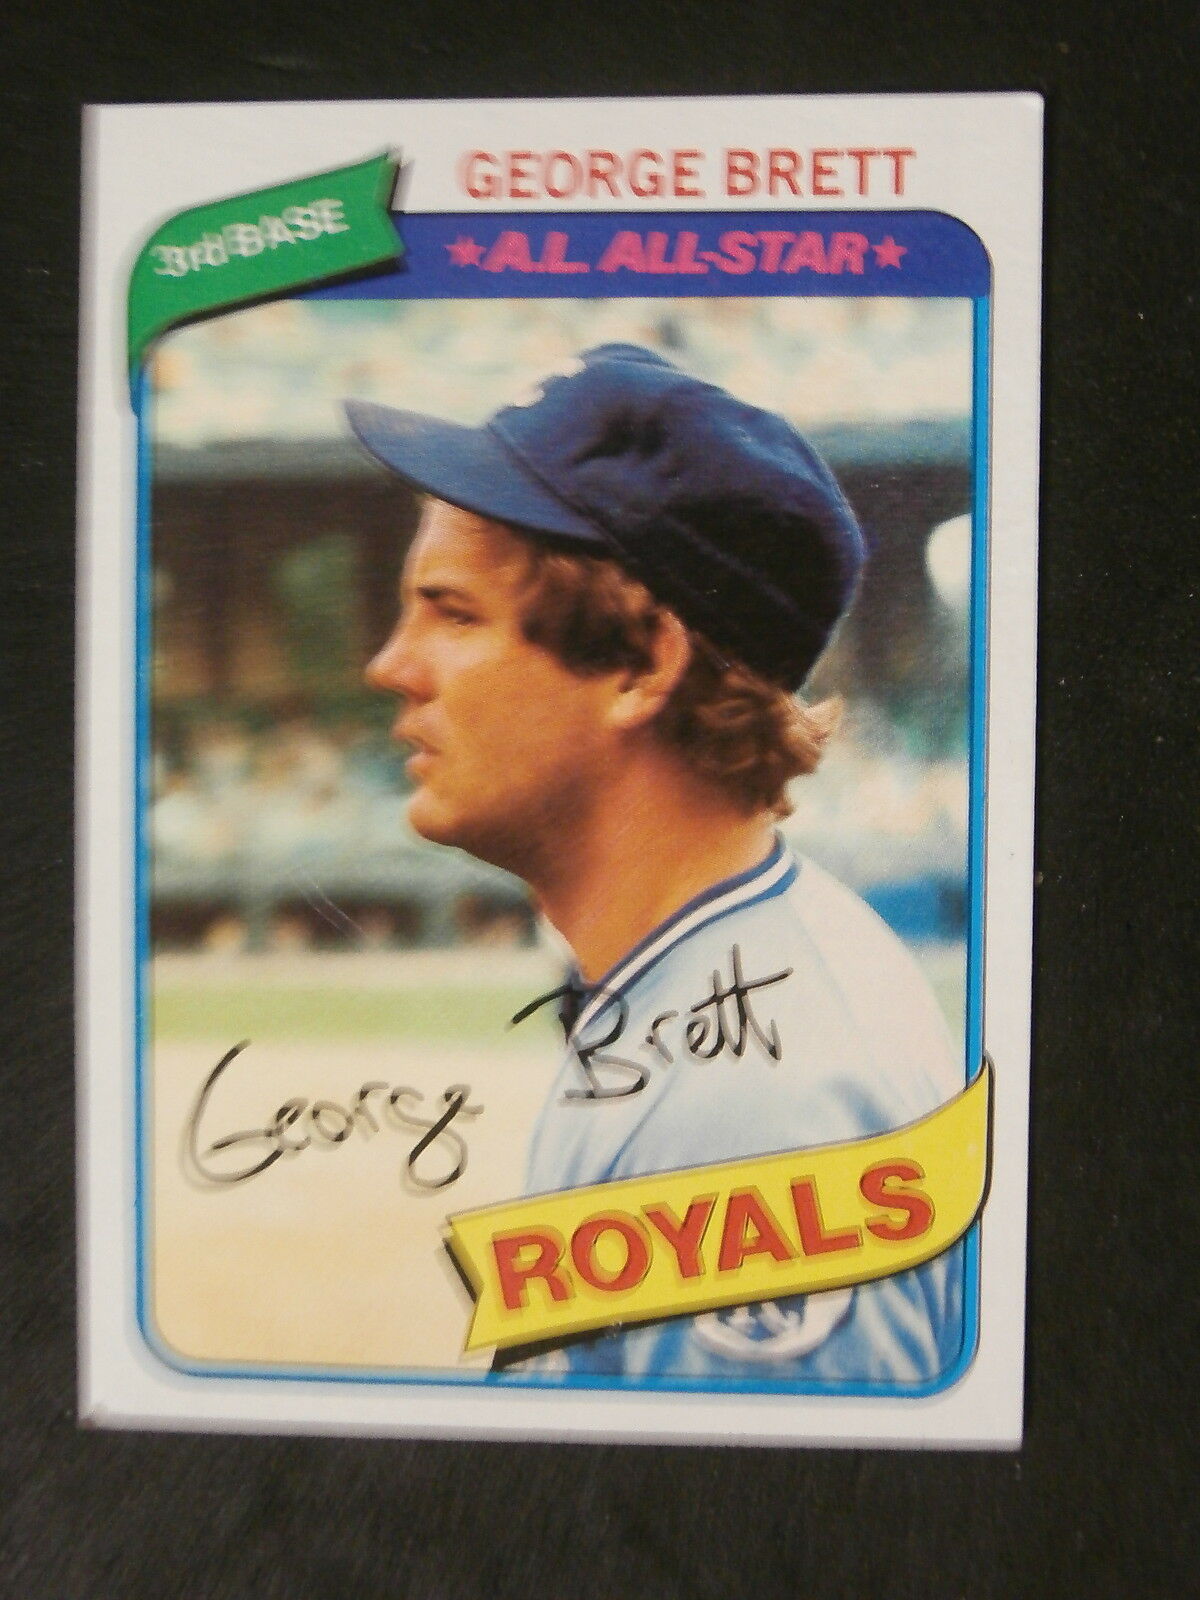 GEORGE BRETT
3rd BASE
★A.L. ALL-STAR★
George Brett
ROYALS